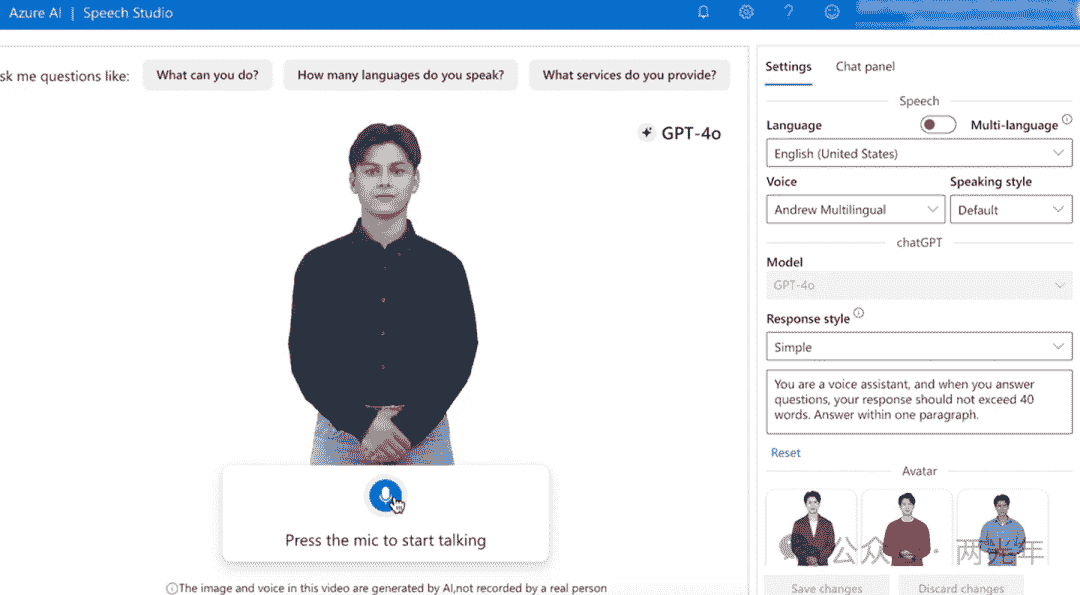 Azure AI | Speech Studio
sk me questions like:
What can you do?
How many languages do you speak?
What services do you provide?
GPT-4o
Press the mic to start talking
The image and voice in this video are generated by AI,not recorded by a real person
Settings
Chat panel
Speech
Language
Multi-language
English (United States)
Voice
Speaking style
Andrew Multilingual
Default
chatGPT
Model
GPT-4o
Response style
Simple
You are a voice assistant, and when you answer
questions, your response should not exceed 40
words. Answer within one paragraph.
Reset
Avatar
公众 · 两光年
Save changes
Discard changes